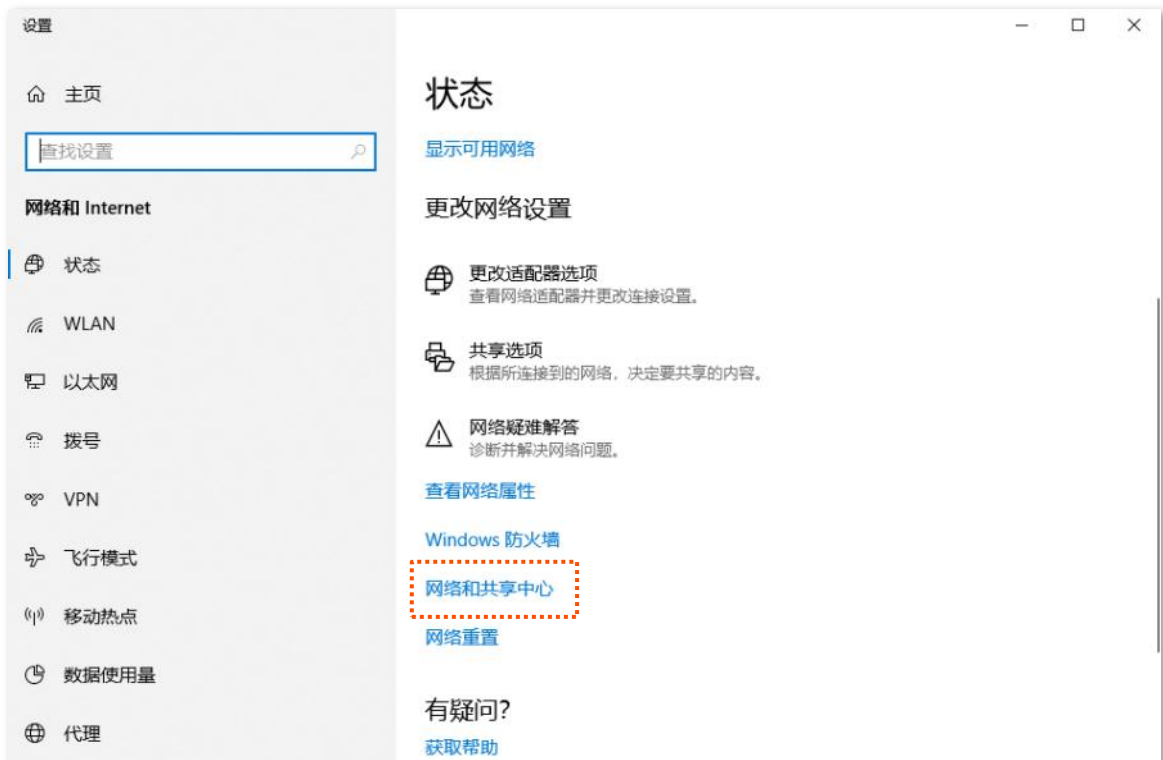 设置
主页
查找设置
网络和 Internet
状态
WLAN
以太网
拨号
VPN
飞行模式
移动热点
数据使用量
代理
状态
显示可用网络
更改网络设置
更改适配器选项
查看网络适配器并更改连接设置。
共享选项
根据所连接到的网络，决定要共享的内容。
网络疑难解答
诊断并解决网络问题。
查看网络属性
Windows 防火墙
网络和共享中心
网络重置
有疑问?
获取帮助